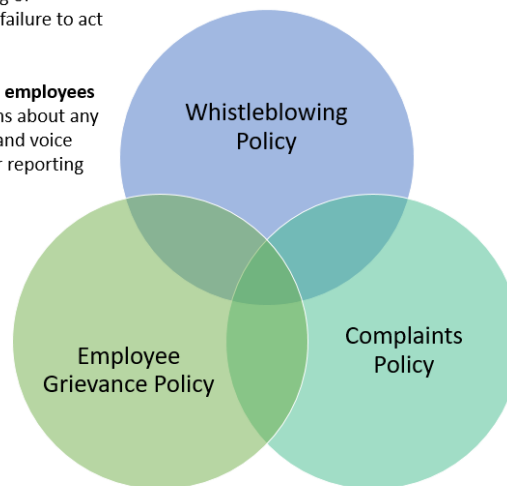 failure to act
employees
ns about any
and voice
r reporting
Whistleblowing
Policy
Employee
Grievance Policy
Complaints
Policy